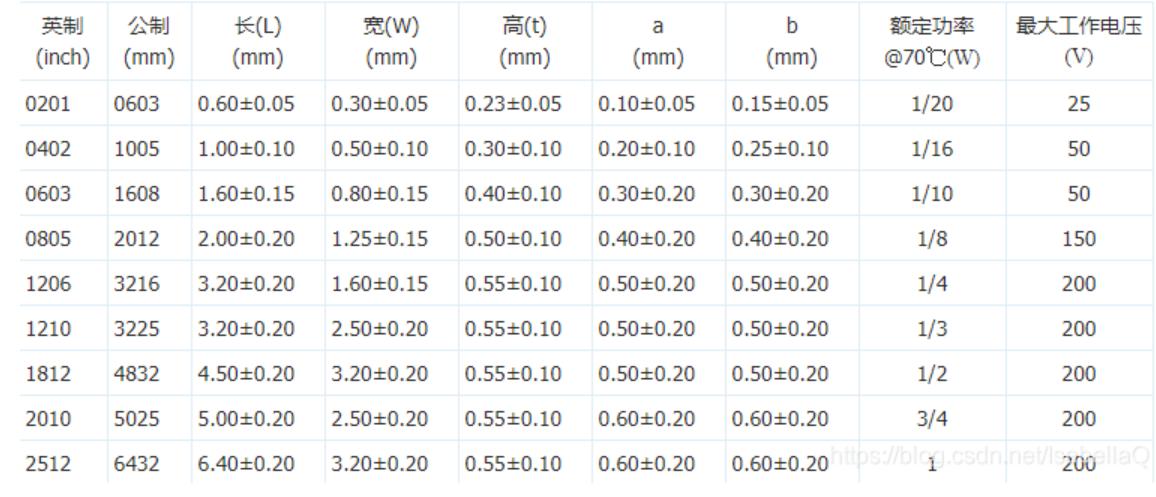 英制 公制 长(L) 宽(W) 高(t) a b 额定功率 最大工作电压
(inch) (mm) (mm) (mm) (mm) (mm) (mm) @70℃(W) (V)
0201 0603 0.60±0.05 0.30±0.05 0.23±0.05 0.10±0.05 0.15±0.05 1/20 25
0402 1005 1.00±0.10 0.50±0.10 0.30±0.10 0.20±0.10 0.25±0.10 1/16 50
0603 1608 1.60±0.15 0.80±0.15 0.40±0.10 0.30±0.20 0.30±0.20 1/10 50
0805 2012 2.00±0.20 1.25±0.15 0.50±0.10 0.40±0.20 0.40±0.20 1/8 150
1206 3216 3.20±0.20 1.60±0.15 0.55±0.10 0.50±0.20 0.50±0.20 1/4 200
1210 3225 3.20±0.20 2.50±0.20 0.55±0.10 0.50±0.20 0.50±0.20 1/3 200
1812 4832 4.50±0.20 3.20±0.20 0.55±0.10 0.50±0.20 0.50±0.20 1/2 200
2010 5025 5.00±0.20 2.50±0.20 0.55±0.10 0.60±0.20 0.60±0.20 3/4 200
2512 6432 6.40±0.20 3.20±0.20 0.55±0.10 0.60±0.20 0.60±0.20 1 200
https://blog.csdn.net/IsabellaQ